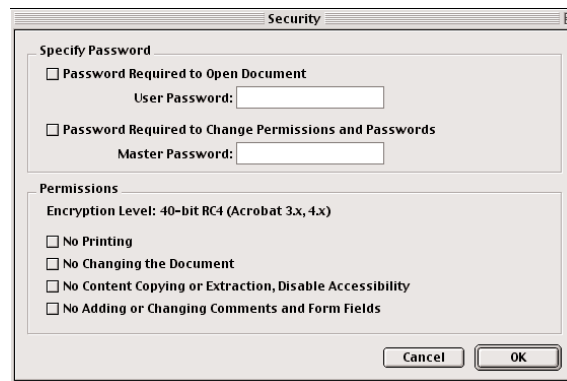 Security
Specify Password
Password Required to Open Document
User Password:
Password Required to Change Permissions and Passwords
Master Password:
Permissions
Encryption Level: 40-bit RC4 (Acrobat 3.x, 4.x)
No Printing
No Changing the Document
No Content Copying or Extraction, Disable Accessibility
No Adding or Changing Comments and Form Fields
Cancel OK